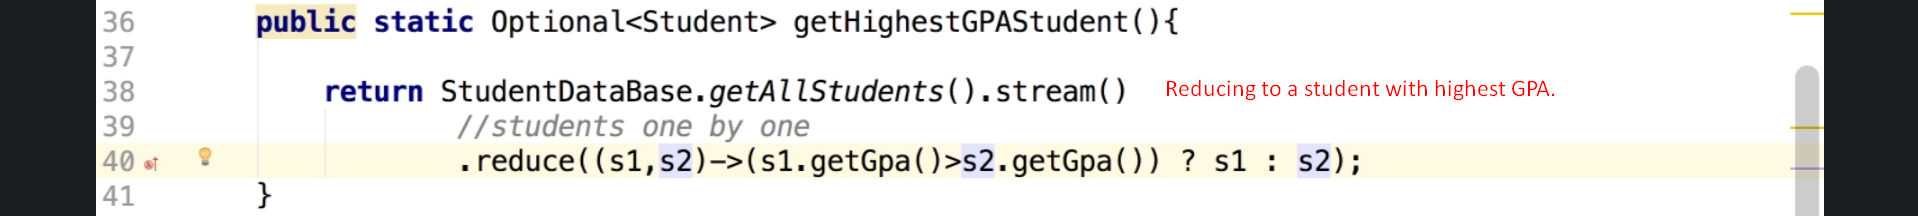 36 public static Optional<Student> getHighestGPAStudent(){
37
38 return StudentDataBase.getAllStudents().stream() Reducing to a student with highest GPA.
39 //students one by one
40 .reduce((s1,s2)->(s1.getGpa()>s2.getGpa()) ? s1 : s2);
41 }